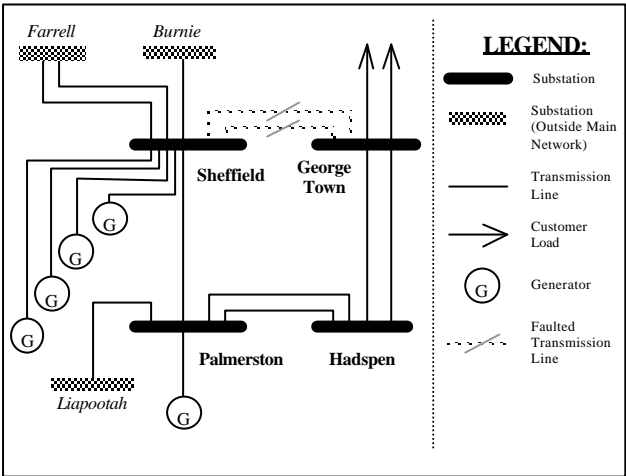 Farrell
Burnie
Sheffield
George
Town
G
G
G
G
Palmerston
Hadspen
Liapootah
G
LEGEND:
Substation
Substation
(Outside Main
Network)
Transmission
Line
Customer
Load
G
Generator
Faulted
Transmission
Line